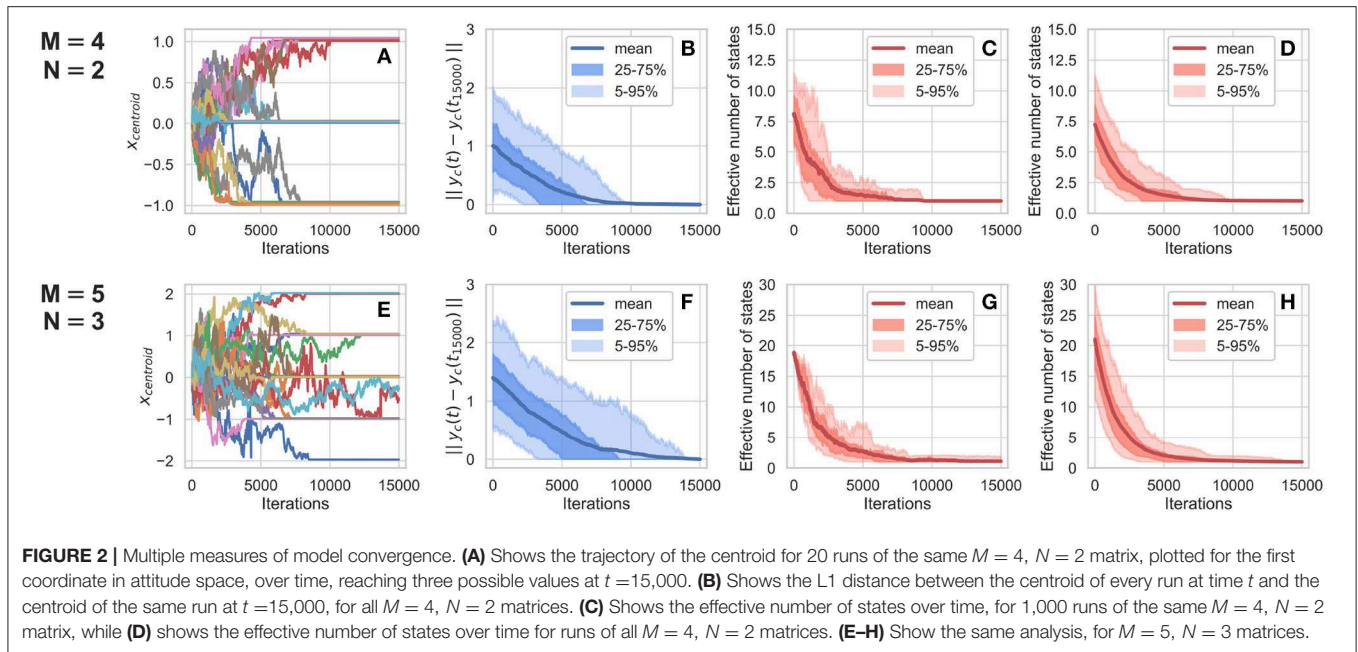 M = 4
N = 2
A
1.0
0.5
0.0
−0.5
−1.0
x_centroid
0
5000
10000
15000
Iterations
B
mean
25-75%
5-95%
3
2
1
0
|| y_c(t) − y_c(t_15000) ||
0
5000
10000
15000
Iterations
C
mean
25-75%
5-95%
15.0
12.5
10.0
7.5
5.0
2.5
0.0
Effective number of states
0
5000
10000
15000
Iterations
D
mean
25-75%
5-95%
15.0
12.5
10.0
7.5
5.0
2.5
0.0
Effective number of states
0
5000
10000
15000
Iterations
M = 5
N = 3
E
2
1
0
−1
−2
x_centroid
0
5000
10000
15000
Iterations
F
mean
25-75%
5-95%
3
2
1
0
|| y_c(t) − y_c(t_15000) ||
0
5000
10000
15000
Iterations
G
mean
25-75%
5-95%
30
25
20
15
10
5
0
Effective number of states
0
5000
10000
15000
Iterations
H
mean
25-75%
5-95%
30
25
20
15
10
5
0
Effective number of states
0
5000
10000
15000
Iterations
FIGURE 2 | Multiple measures of model convergence. (A) Shows the trajectory of the centroid for 20 runs of the same M = 4, N = 2 matrix, plotted for the first
coordinate in attitude space, over time, reaching three possible values at t =15,000. (B) Shows the L1 distance between the centroid of every run at time t and the
centroid of the same run at t =15,000, for all M = 4, N = 2 matrices. (C) Shows the effective number of states over time, for 1,000 runs of the same M = 4, N = 2
matrix, while (D) shows the effective number of states over time for runs of all M = 4, N = 2 matrices. (E–H) Show the same analysis, for M = 5, N = 3 matrices.